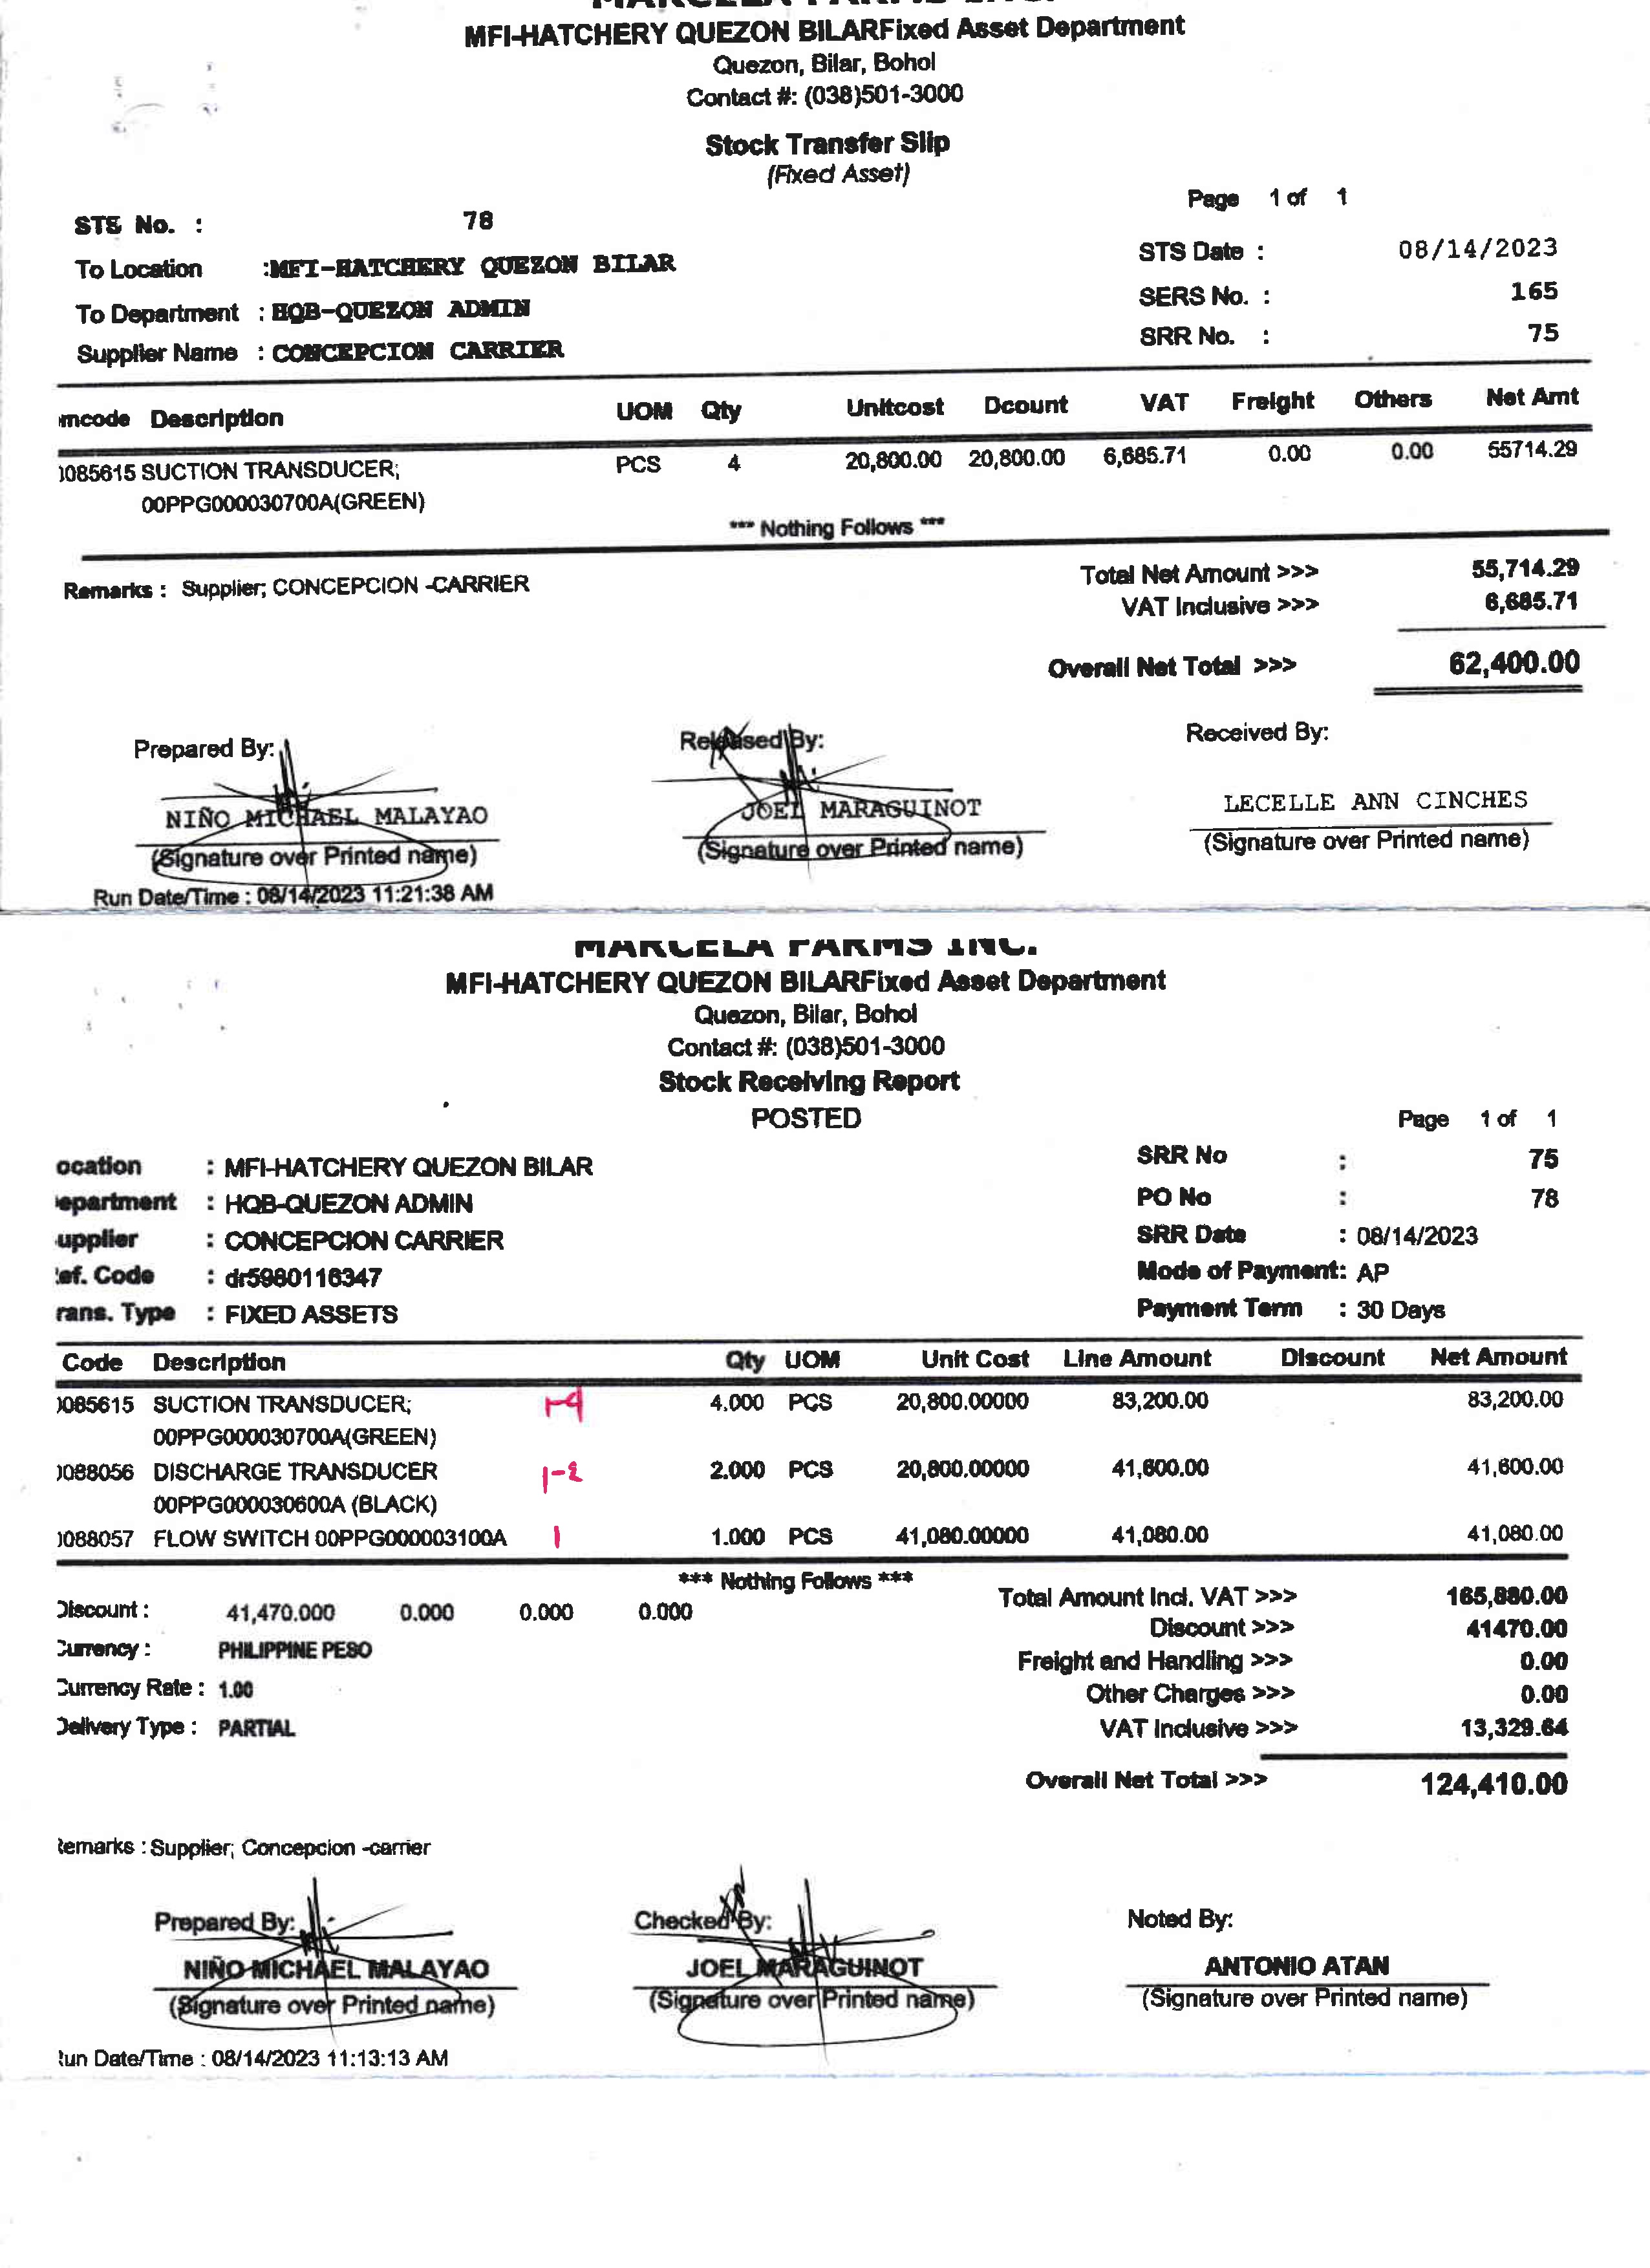 MARCELA FARMS INC.
MFI-HATCHERY QUEZON BILARFixed Asset Department
Quezon, Bilar, Bohol
Contact #: (038)501-3000
Stock Transfer Slip
(Fixed Asset)
Page 1 of 1
STS No. : 78
STS Date : 08/14/2023
To Location :MFI-HATCHERY QUEZON BILAR
SERS No. : 165
To Department : HQB-QUEZON ADMIN
SRR No. : 75
Supplier Name : CONCEPCION CARRIER
mcode Description UOM Qty Unitcost Dcount VAT Freight Others Net Amt
0085615 SUCTION TRANSDUCER; PCS 4 20,800.00 20,800.00 6,685.71 0.00 0.00 55714.29
00PPG000030700A(GREEN)
*** Nothing Follows ***
Total Net Amount >>> 55,714.29
Remarks : Supplier; CONCEPCION -CARRIER
VAT Inclusive >>> 6,685.71
Overall Net Total >>> 62,400.00
Prepared By: Released By: Received By:
NIÑO MICHAEL MALAYAO JOEL MARAGUINOT LECELLE ANN CINCHES
(Signature over Printed name) (Signature over Printed name) (Signature over Printed name)
Run Date/Time : 08/14/2023 11:21:38 AM
MARCELA FARMS INC.
MFI-HATCHERY QUEZON BILARFixed Asset Department
Quezon, Bilar, Bohol
Contact #: (038)501-3000
Stock Receiving Report
POSTED
Page 1 of 1
ocation : MFI-HATCHERY QUEZON BILAR SRR No : 75
epartment : HQB-QUEZON ADMIN PO No : 78
upplier : CONCEPCION CARRIER SRR Date : 08/14/2023
ef. Code : dr5980116347 Mode of Payment: AP
rans. Type : FIXED ASSETS Payment Term : 30 Days
Code Description Qty UOM Unit Cost Line Amount Discount Net Amount
0085615 SUCTION TRANSDUCER; 1-4 4.000 PCS 20,800.00000 83,200.00 83,200.00
00PPG000030700A(GREEN)
0088056 DISCHARGE TRANSDUCER 1-2 2.000 PCS 20,800.00000 41,600.00 41,600.00
00PPG000030600A (BLACK)
0088057 FLOW SWITCH 00PPG000003100A 1 1.000 PCS 41,080.00000 41,080.00 41,080.00
*** Nothing Follows ***
Total Amount Incl. VAT >>> 165,880.00
Discount : 41,470.000 0.000 0.000 0.000
Discount >>> 41470.00
Currency : PHILIPPINE PESO
Freight and Handling >>> 0.00
Currency Rate : 1.00
Other Charges >>> 0.00
Delivery Type : PARTIAL
VAT Inclusive >>> 13,329.64
Overall Net Total >>> 124,410.00
Remarks : Supplier; Concepcion -carrier
Prepared By: Checked By: Noted By:
NIÑO MICHAEL MALAYAO JOEL MARAGUINOT ANTONIO ATAN
(Signature over Printed name) (Signature over Printed name) (Signature over Printed name)
Run Date/Time : 08/14/2023 11:13:13 AM